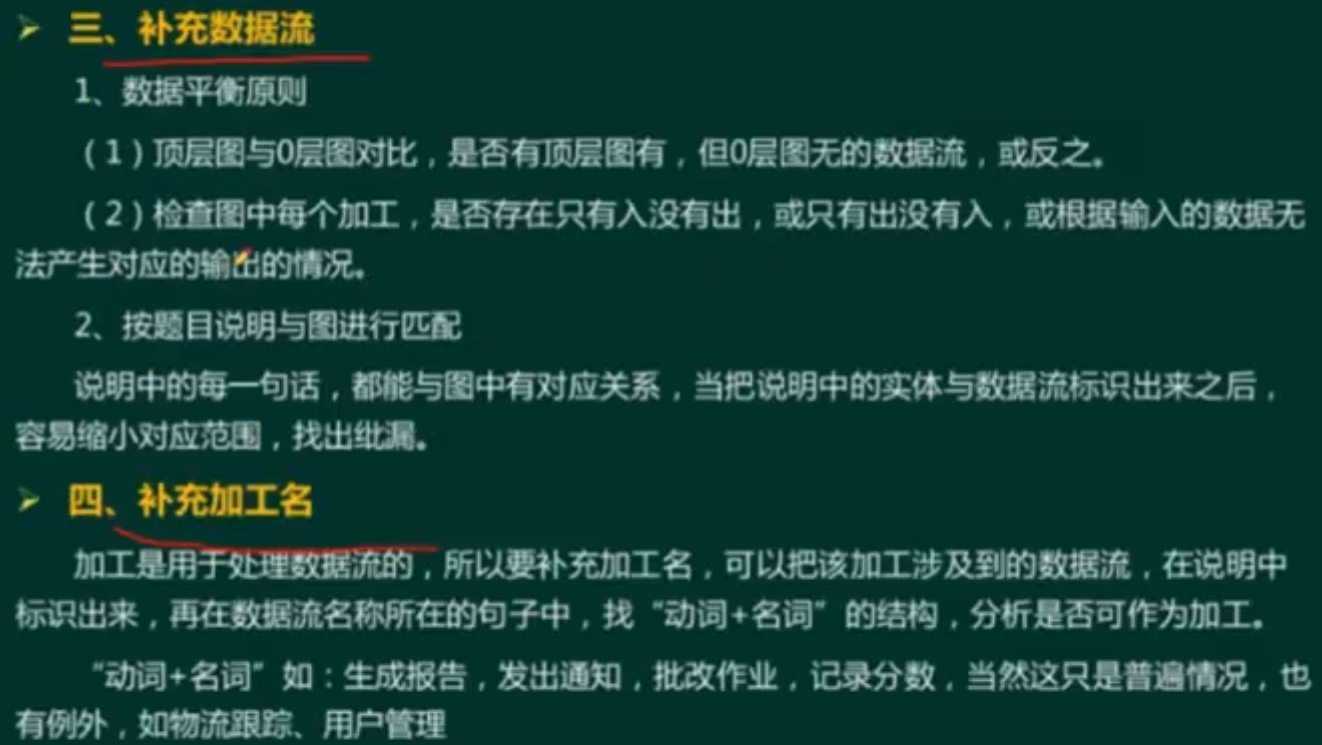 三、补充数据流
1、数据平衡原则
（1）顶层图与0层图对比，是否有顶层图有，但0层图无的数据流，或反之。
（2）检查图中每个加工，是否存在只有入没有出，或只有出没有入，或根据输入的数据无
法产生对应的输出的情况。
2、按题目说明与图进行匹配
说明中的每一句话，都能与图中有对应关系，当把说明中的实体与数据流标识出来之后，
容易缩小对应范围，找出纰漏。
四、补充加工名
加工是用于处理数据流的，所以要补充加工名，可以把该加工涉及到的数据流，在说明中
标识出来，再在数据流名称所在的句子中，找“动词+名词”的结构，分析是否可作为加工。
“动词+名词”如：生成报告，发出通知，批改作业，记录分数，当然这只是普遍情况，也
有例外，如物流跟踪、用户管理